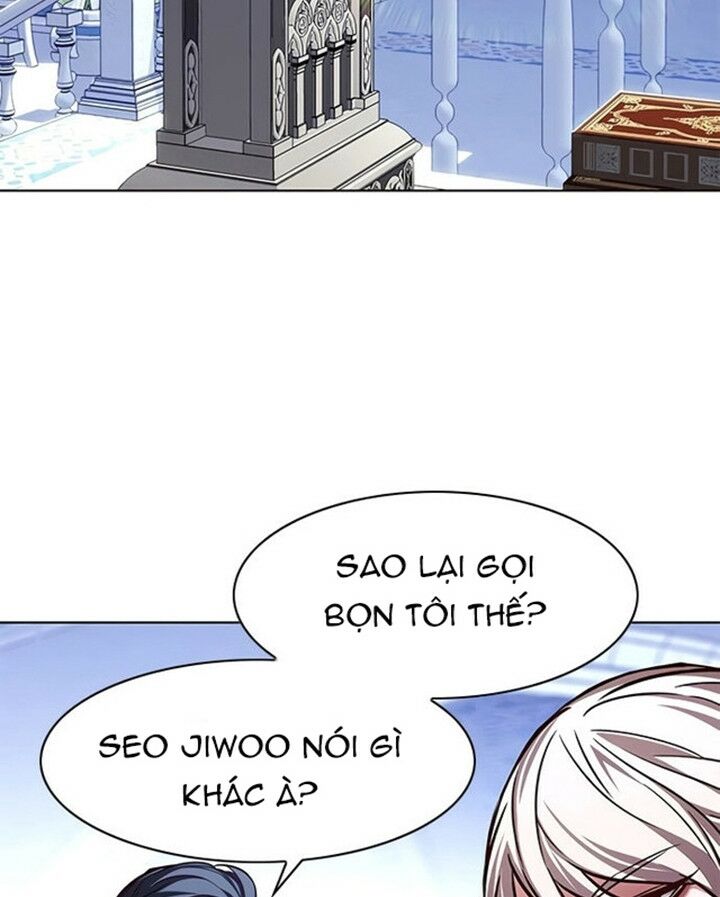 SAO LẠI GỌI
BỌN TÔI THẾ?
SEO JIWOO NÓI GÌ
KHÁC À?